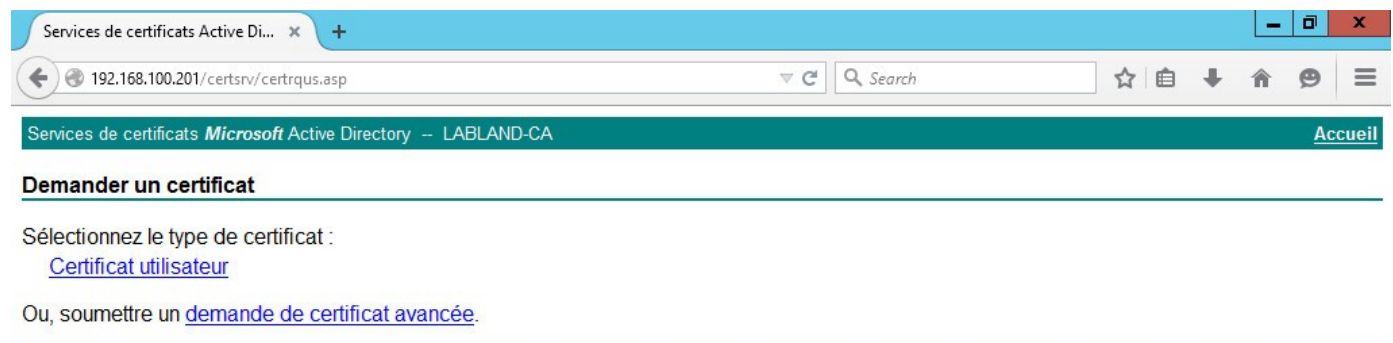 Services de certificats Active Di...
192.168.100.201/certsrv/certrqus.asp
Search
Services de certificats Microsoft Active Directory -- LABLAND-CA
Accueil
Demander un certificat
Sélectionnez le type de certificat :
Certificat utilisateur
Ou, soumettre un demande de certificat avancée.